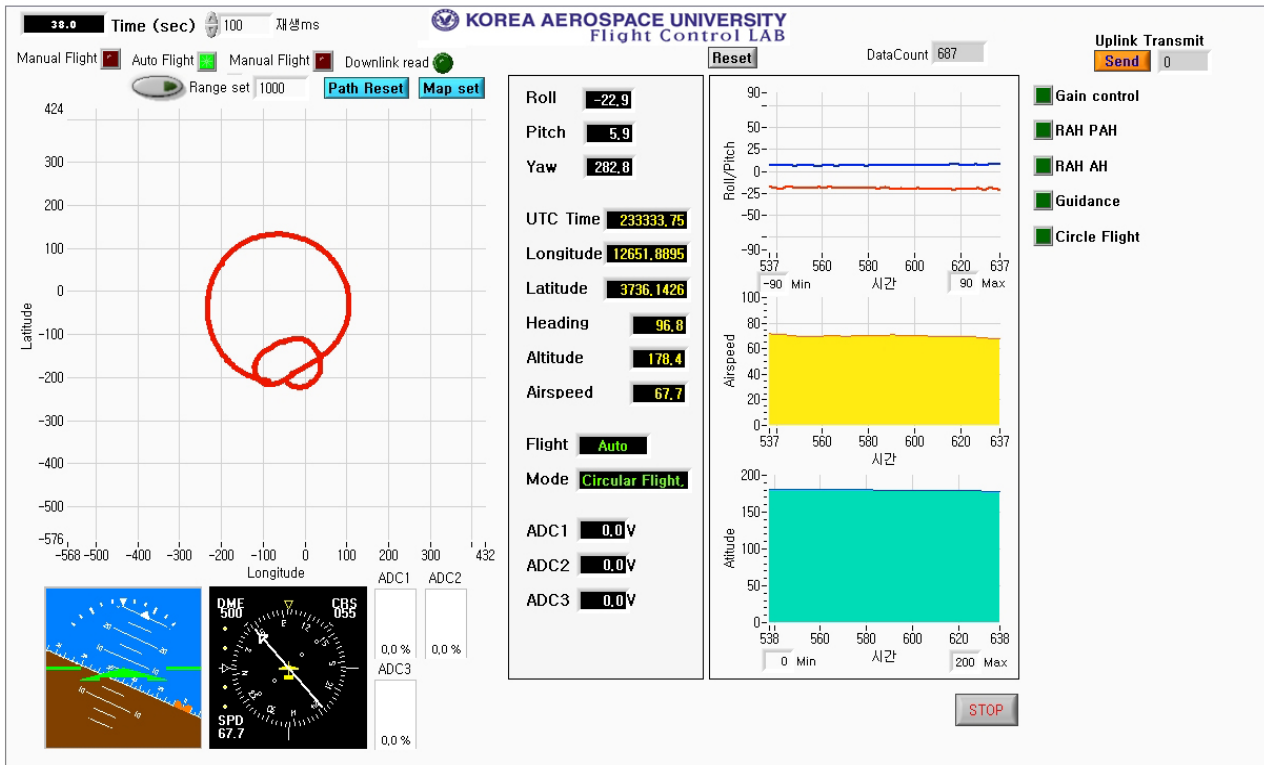 KOREA AEROSPACE UNIVERSITY
Flight Control LAB
38.0 Time (sec) 100 재생ms
Manual Flight Auto Flight Manual Flight Downlink read
Range set 1000 Path Reset Map set
Reset
DataCount 687
Uplink Transmit
Send 0
424
300
200
100
0
-100
-200
-300
-400
-500
-576
Latitude
-568 -500 -400 -300 -200 -100 0 100 200 300 432
Longitude
Roll -22.9
Pitch 5.9
Yaw 282.8
UTC Time 233333.75
Longitude 12651.8895
Latitude 3736.1426
Heading 96.8
Altitude 178.4
Airspeed 67.7
Flight Auto
Mode Circular Flight.
ADC1 0.0 V
ADC2 0.0 V
ADC3 0.0 V
90
50
25
0
-25
-50
-90
Roll/Pitch
537 560 580 600 620 637
-90 Min 시간 90 Max
100
80
60
40
20
0
Airspeed
537 560 580 600 620 637
시간
200
150
100
50
0
Atitude
538 560 580 600 620 638
0 Min 시간 200 Max
Gain control
RAH PAH
RAH AH
Guidance
Circle Flight
DME
500
CRS
055
SPD
67.7
ADC1 ADC2
0.0 % 0.0 %
ADC3
0.0 %
STOP